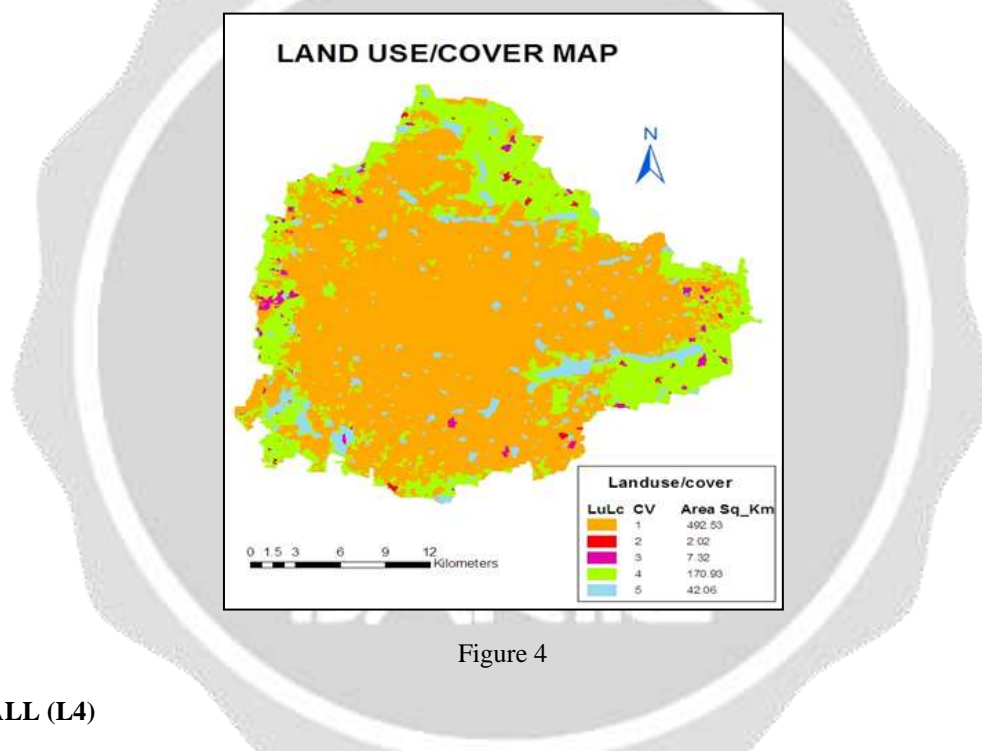 LAND USE/COVER MAP
N
Landuse/cover
LuLc CV Area Sq_Km
1 492.53
2 2.02
3 7.32
4 170.93
5 42.06
0 1.5 3 6 9 12
Kilometers
Figure 4
ALL (L4)